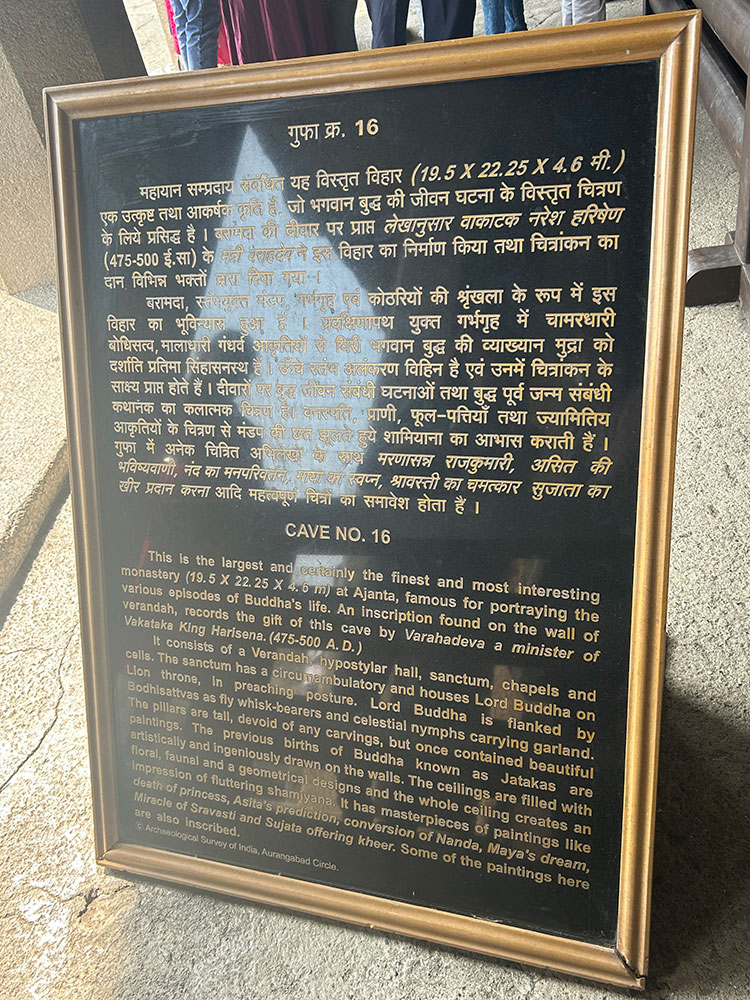 गुफा क्र. 16
महायान सम्प्रदाय संबंधित यह विस्तृत विहार (19.5 X 22.25 X 4.6 मी.)
एक उत्कृष्ट तथा आकर्षक कृति है, जो भगवान बुद्ध की जीवन घटना के विस्तृत चित्रण
के लिये प्रसिद्ध है । बरामदा की दीवार पर प्राप्त लेखानुसार वाकाटक नरेश हरिषेण
(475-500 ई.सा) के मंत्री वराहदेव ने इस विहार का निर्माण किया तथा चित्रांकन का
दान विभिन्न भक्तों द्वारा दिया गया ।
बरामदा, स्तंभयुक्त मंडप, गर्भगृह एवं कोठरियों की श्रृंखला के रूप में इस
विहार का भूविन्यास हुआ है । प्रदक्षिणापथ युक्त गर्भगृह में चामरधारी
बोधिसत्व, मालाधारी गंधर्व आकृतियों से घिरी भगवान बुद्ध की व्याख्यान मुद्रा को
दर्शाति प्रतिमा सिंहासनस्थ है । ऊँचे स्तंभ अलंकरण विहिन है एवं उनमें चित्रांकन के
साक्ष्य प्राप्त होते हैं । दीवारों पर बुद्ध जीवन संबंधी घटनाओं तथा बुद्ध पूर्व जन्म संबंधी
कथानंक का कलात्मक चित्रण है। वनस्पति, प्राणी, फूल-पत्तियाँ तथा ज्यामितिय
आकृतियों के चित्रण से मंडप की छत झूलते हुये शामियाना का आभास कराती हैं ।
गुफा में अनेक चित्रित अभिलेखों के साथ मरणासन्न राजकुमारी, असित की
भविष्यवाणी, नंद का मनपरिवर्तन, माया का स्वप्न, श्रावस्ती का चमत्कार सुजाता का
खीर प्रदान करना आदि महत्वपूर्ण चित्रों का समावेश होता हैं ।
CAVE NO. 16
This is the largest and certainly the finest and most interesting
monastery (19.5 X 22.25 X 4.6 m) at Ajanta, famous for portraying the
various episodes of Buddha's life. An inscription found on the wall of
verandah, records the gift of this cave by Varahadeva a minister of
Vakataka King Harisena. (475-500 A.D.)
It consists of a Verandah, hypostylar hall, sanctum, chapels and
cells. The sanctum has a circumambulatory and houses Lord Buddha on
Lion throne, in preaching posture. Lord Buddha is flanked by
Bodhisattvas as fly whisk-bearers and celestial nymphs carrying garland.
The pillars are tall, devoid of any carvings, but once contained beautiful
paintings. The previous births of Buddha known as Jatakas are
artistically and ingeniously drawn on the walls. The ceilings are filled with
floral, faunal and a geometrical designs and the whole ceiling creates an
impression of fluttering shamiyana. It has masterpieces of paintings like
death of princess, Asita's prediction, conversion of Nanda, Maya's dream,
Miracle of Sravasti and Sujata offering kheer. Some of the paintings here
are also inscribed.
© Archaeological Survey of India, Aurangabad Circle.